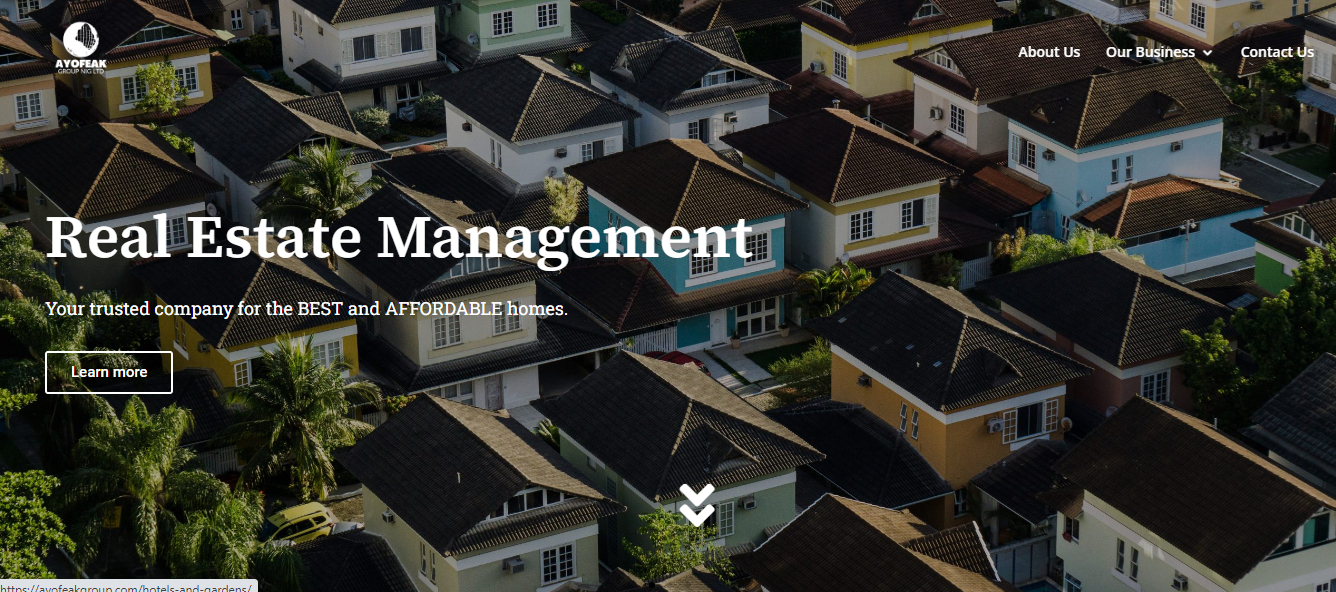 AYOFEAK
GROUP NIG LTD
About Us
Our Business
Contact Us
Real Estate Management
Your trusted company for the BEST and AFFORDABLE homes.
Learn more
https://ayofeakgroup.com/hotels-and-gardens/